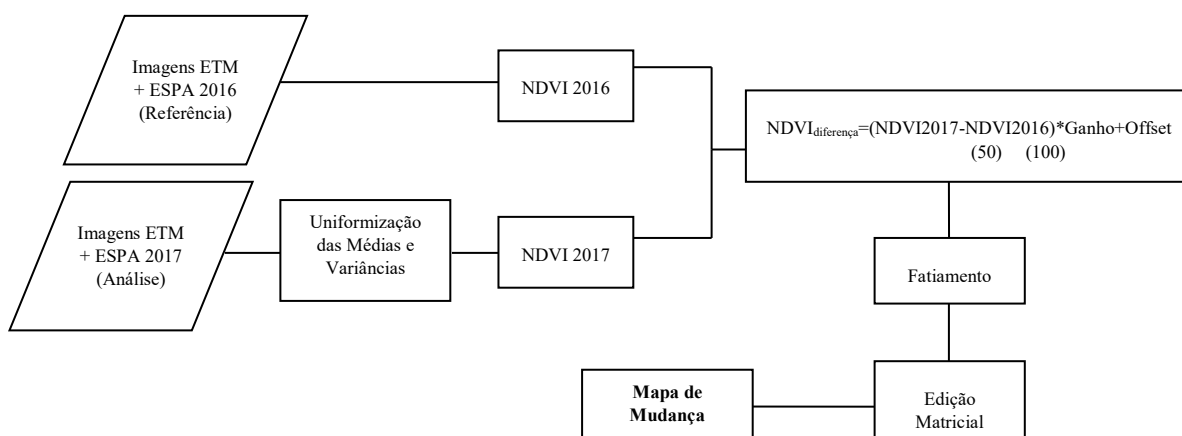 Imagens ETM
+ ESPA 2016
(Referência)
NDVI 2016
NDVIdiferença=(NDVI2017-NDVI2016)*Ganho+Offset
(50) (100)
Imagens ETM
+ ESPA 2017
(Análise)
Uniformização
das Médias e
Variâncias
NDVI 2017
Fatiamento
Edição
Matricial
Mapa de
Mudança